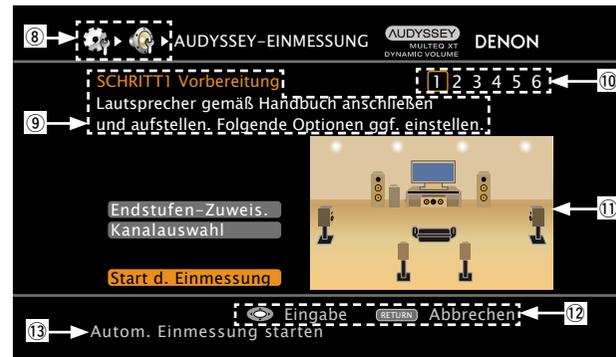 ⑧ AUDYSSEY-EINMESSUNG AUDYSSEY MULTEQ XT DYNAMIC VOLUME DENON
SCHRITT1 Vorbereitung 1 2 3 4 5 6 ⑩
Lautsprecher gemäß Handbuch anschließen
⑨ und aufstellen. Folgende Optionen ggf. einstellen.
⑪
Endstufen-Zuweis.
Kanalauswahl
Start d. Einmessung
Eingabe RETURN Abbrechen ⑫
⑬ Autom. Einmessung starten